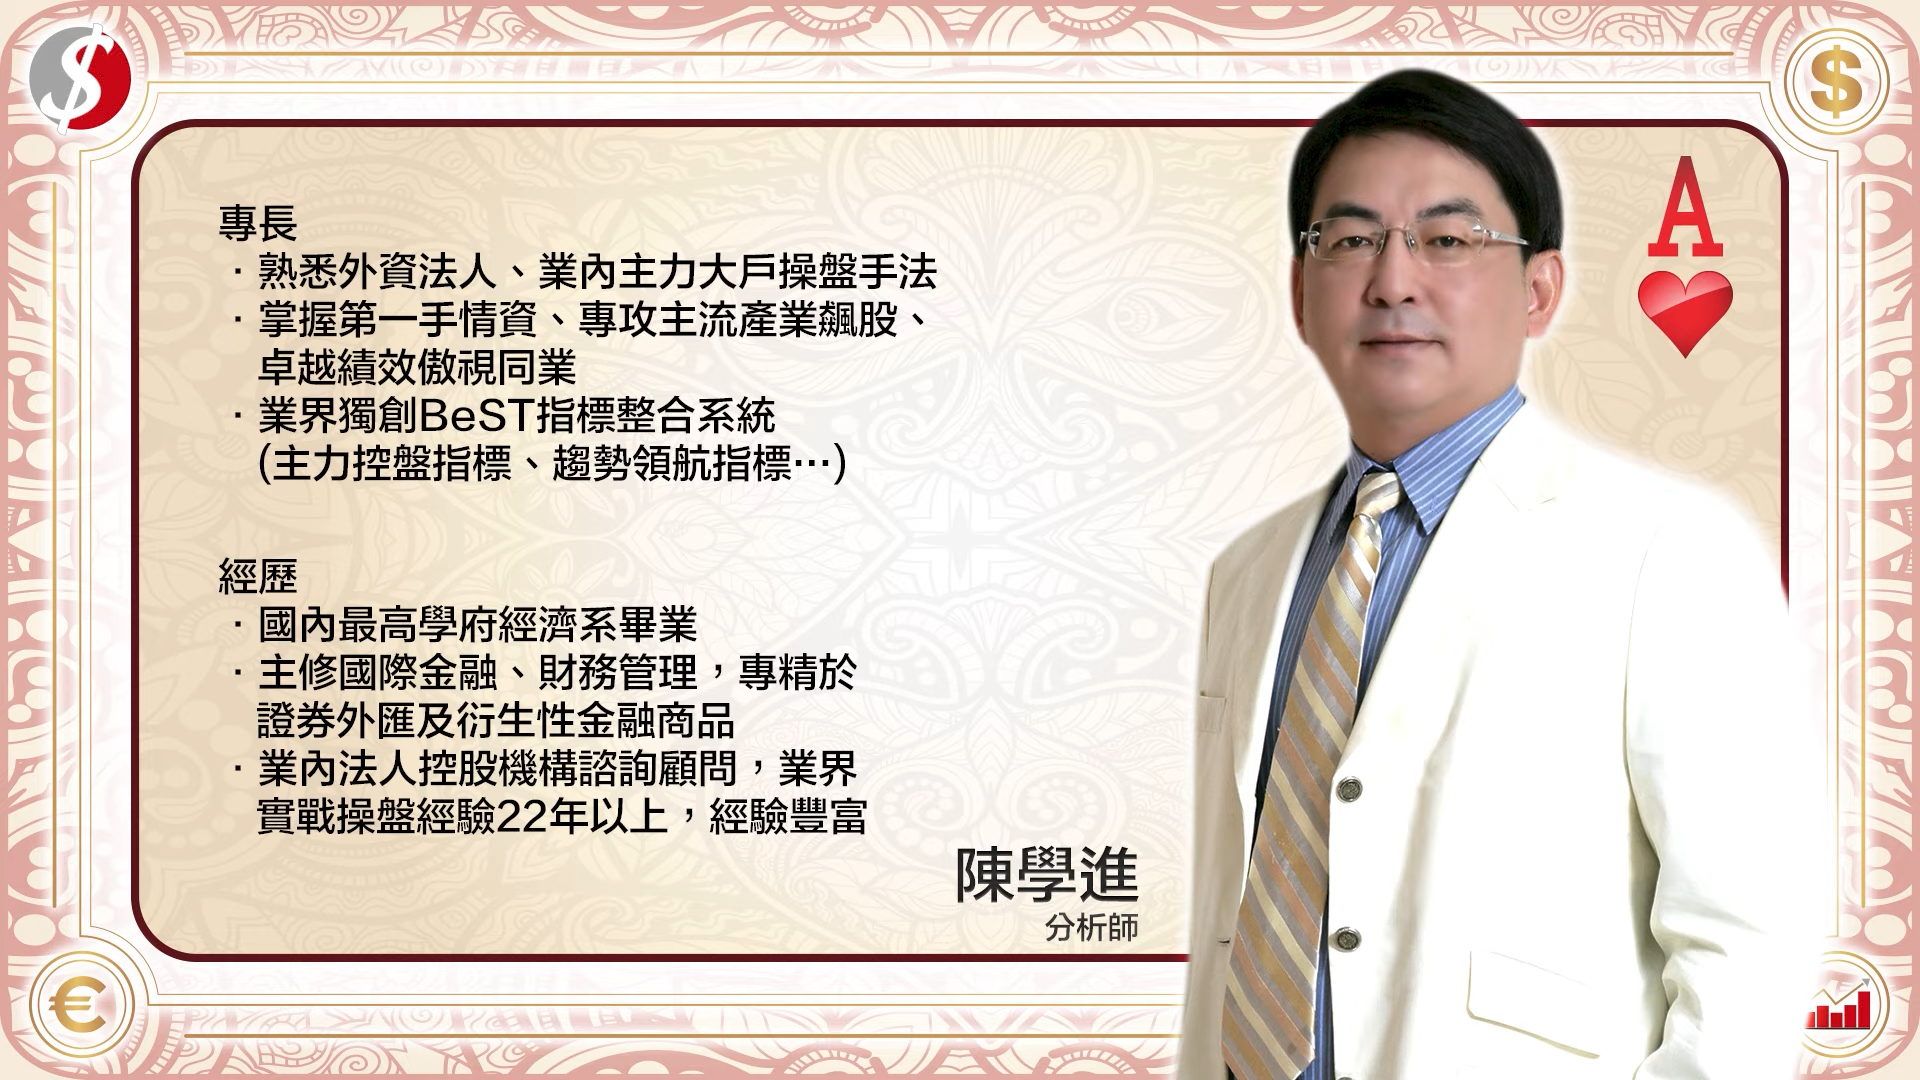 專長
·熟悉外資法人、業內主力大戶操盤手法
·掌握第一手情資、專攻主流產業飆股、
卓越績效傲視同業
·業界獨創BeST指標整合系統
(主力控盤指標、趨勢領航指標…)
經歷
·國內最高學府經濟系畢業
·主修國際金融、財務管理，專精於
證券外匯及衍生性金融商品
·業內法人控股機構諮詢顧問，業界
實戰操盤經驗22年以上，經驗豐富
陳學進
分析師
A
$
$
€